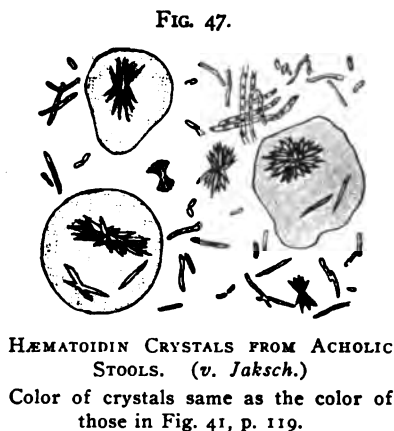 Fig. 47.
Hæmatoidin Crystals from Acholic
Stools. (v. Jaksch.)
Color of crystals same as the color of
those in Fig. 41, p. 119.